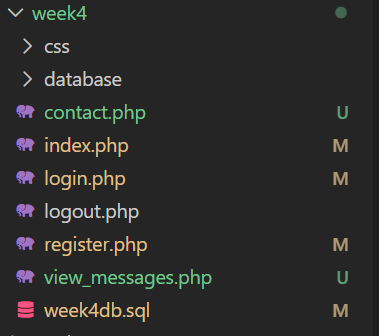 week4
css
database
contact.php U
index.php M
login.php M
logout.php
register.php M
view_messages.php U
week4db.sql M